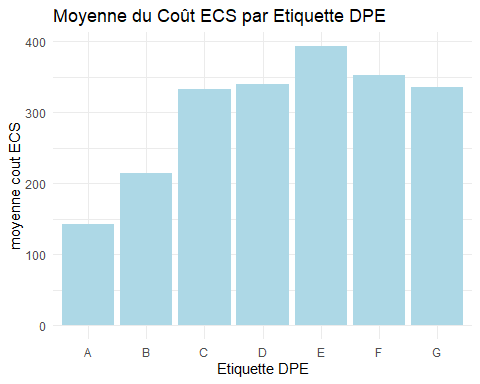 Moyenne du Coût ECS par Etiquette DPE
400
300
200
100
0
moyenne cout ECS
A B C D E F G
Etiquette DPE